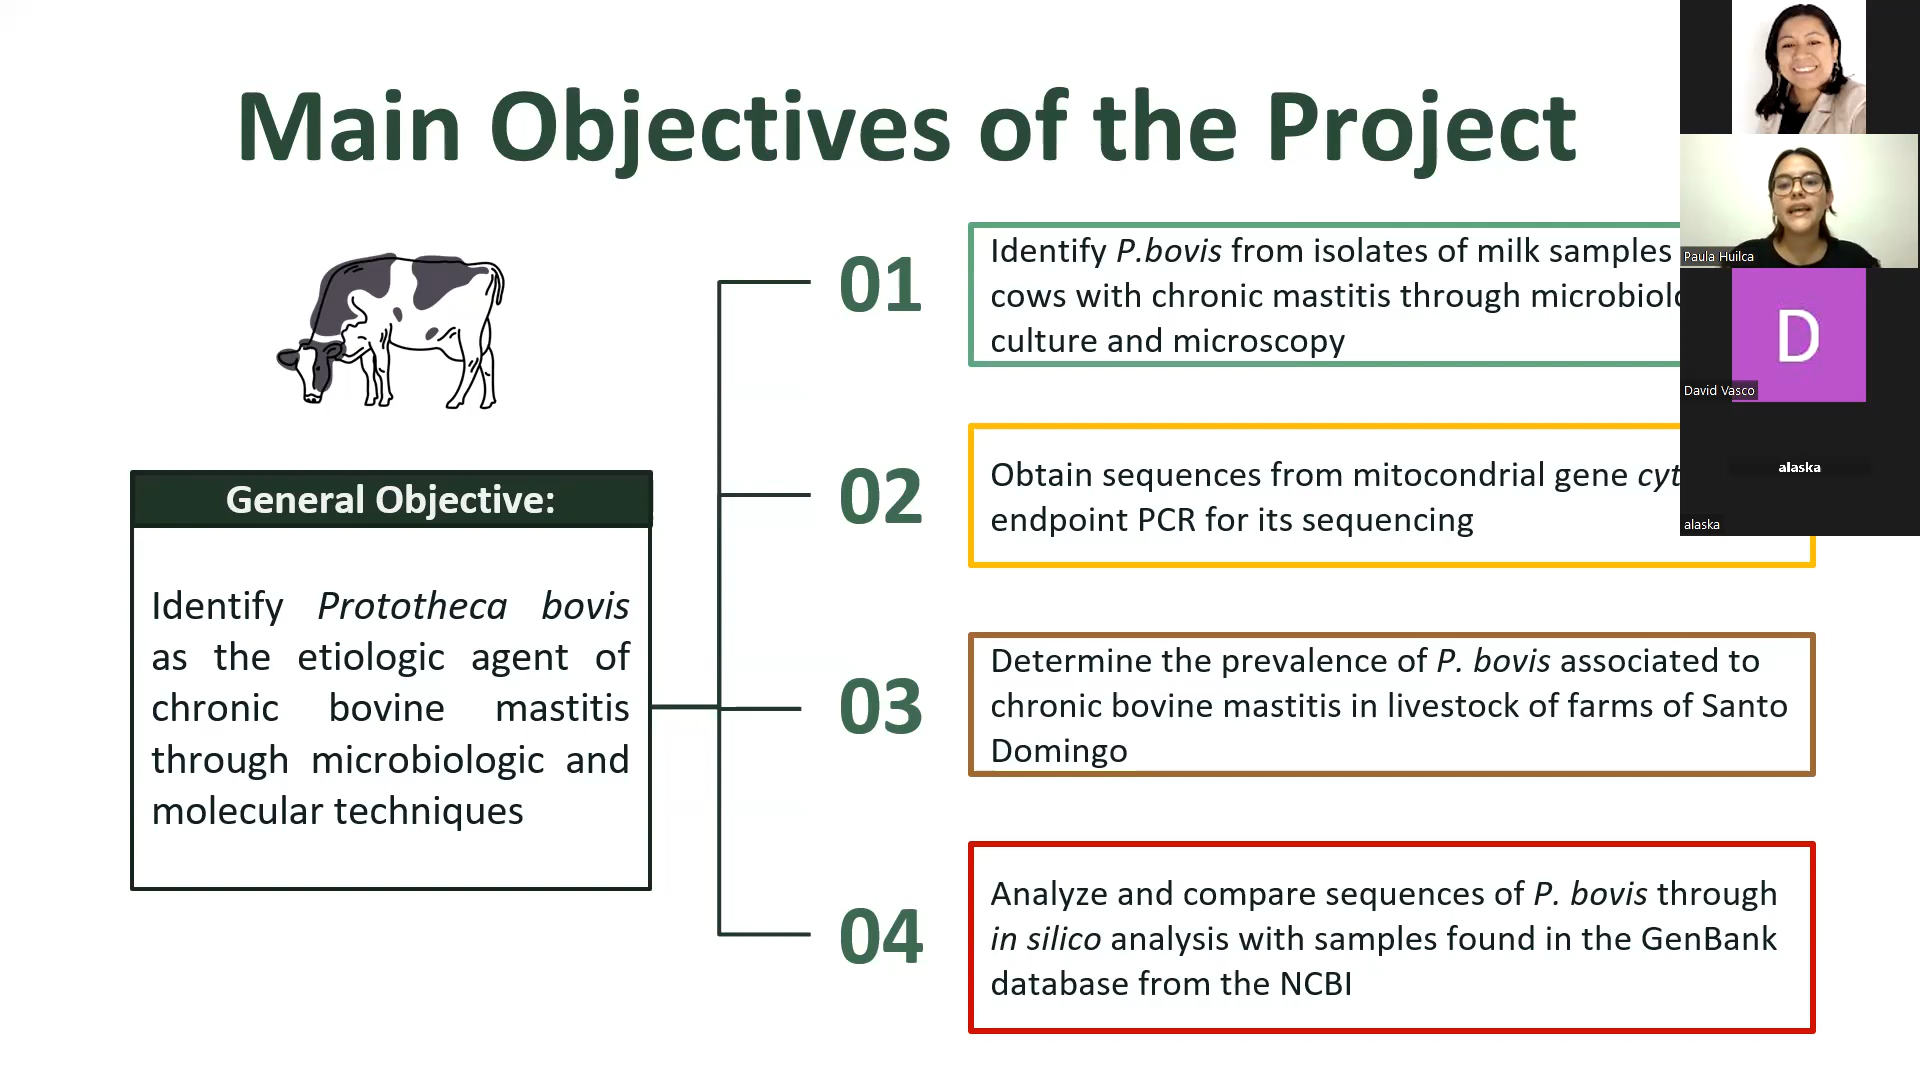 Main Objectives of the Project
General Objective:
Identify Prototheca bovis
as the etiologic agent of
chronic bovine mastitis
through microbiologic and
molecular techniques
01
Identify P.bovis from isolates of milk samples
cows with chronic mastitis through
culture and microscopy
02
Obtain sequences from mitocondrial gene
endpoint PCR for its sequencing
03
Determine the prevalence of P. bovis associated to
chronic bovine mastitis in livestock of farms of Santo
Domingo
04
Analyze and compare sequences of P. bovis through
in silico analysis with samples found in the GenBank
database from the NCBI
Paula Huilca
D
David Vasco
alaska
alaska